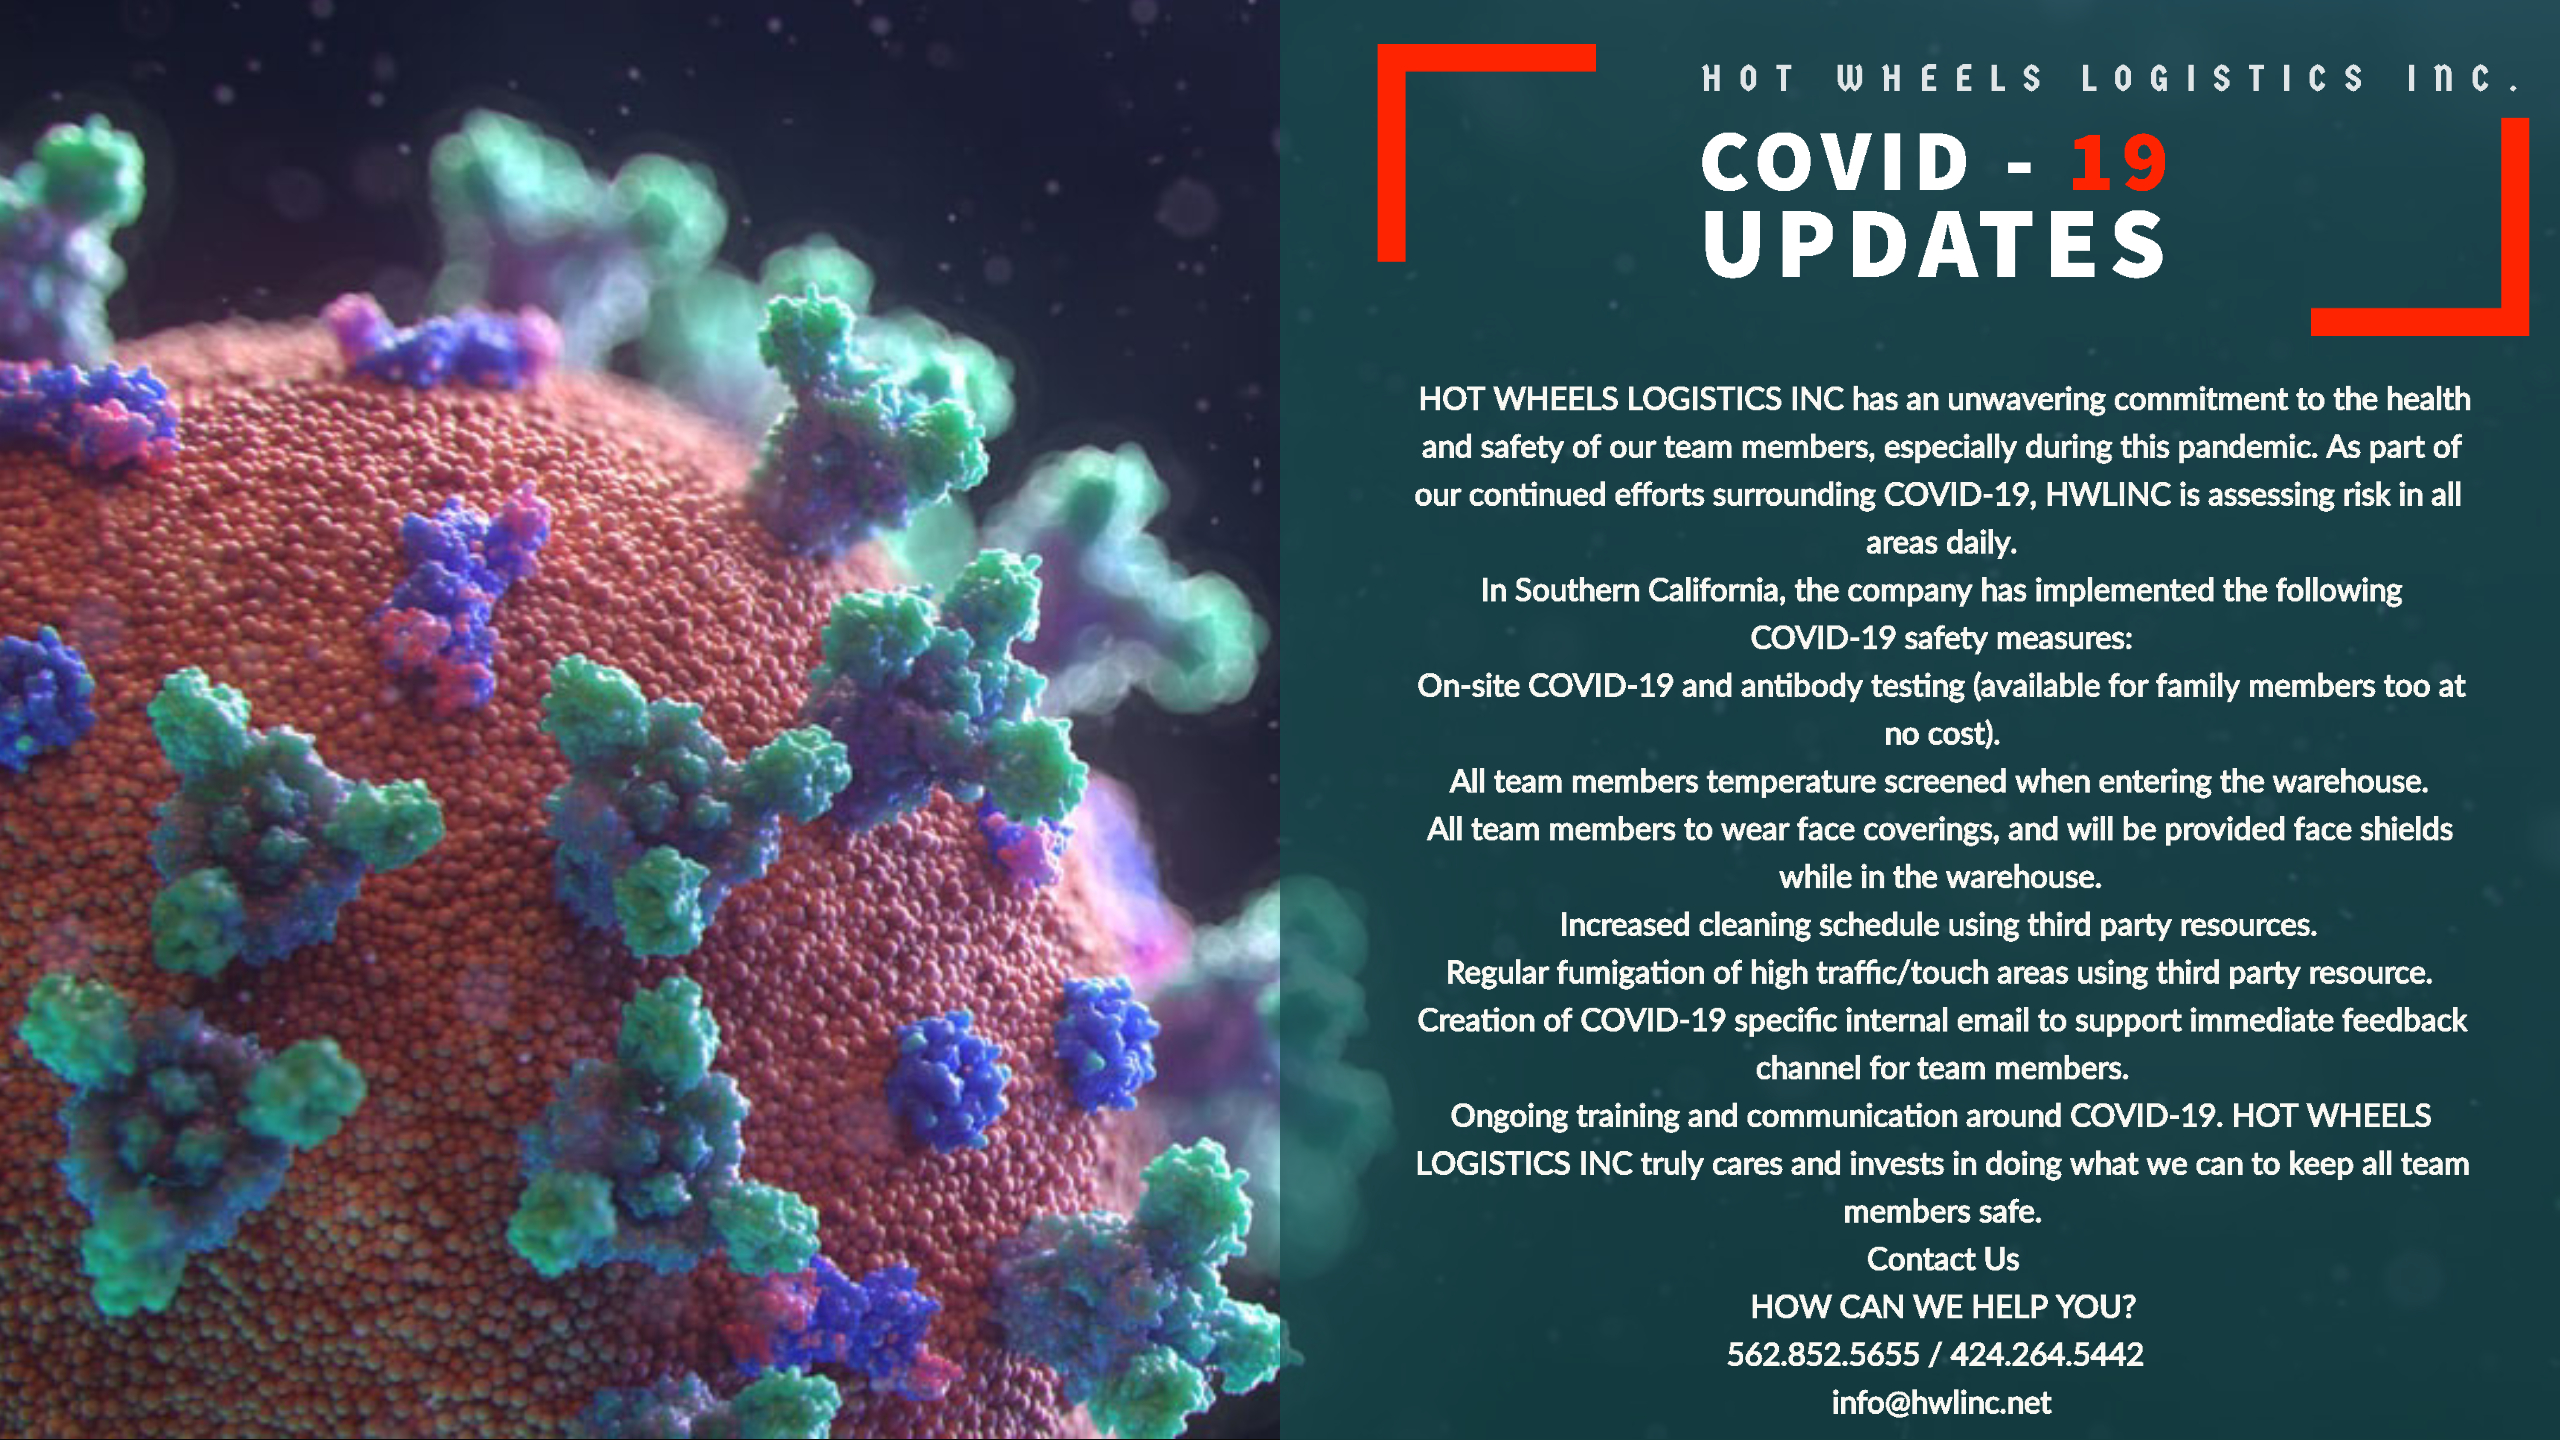 HOT WHEELS LOGISTICS INC.
COVID - 19
UPDATES
HOT WHEELS LOGISTICS INC has an unwavering commitment to the health
and safety of our team members, especially during this pandemic. As part of
our continued efforts surrounding COVID-19, HWLINC is assessing risk in all
areas daily.
In Southern California, the company has implemented the following
COVID-19 safety measures:
On-site COVID-19 and antibody testing (available for family members too at
no cost).
All team members temperature screened when entering the warehouse.
All team members to wear face coverings, and will be provided face shields
while in the warehouse.
Increased cleaning schedule using third party resources.
Regular fumigation of high traffic/touch areas using third party resource.
Creation of COVID-19 specific internal email to support immediate feedback
channel for team members.
Ongoing training and communication around COVID-19. HOT WHEELS
LOGISTICS INC truly cares and invests in doing what we can to keep all team
members safe.
Contact Us
HOW CAN WE HELP YOU?
562.852.5655 / 424.264.5442
info@hwlinc.net